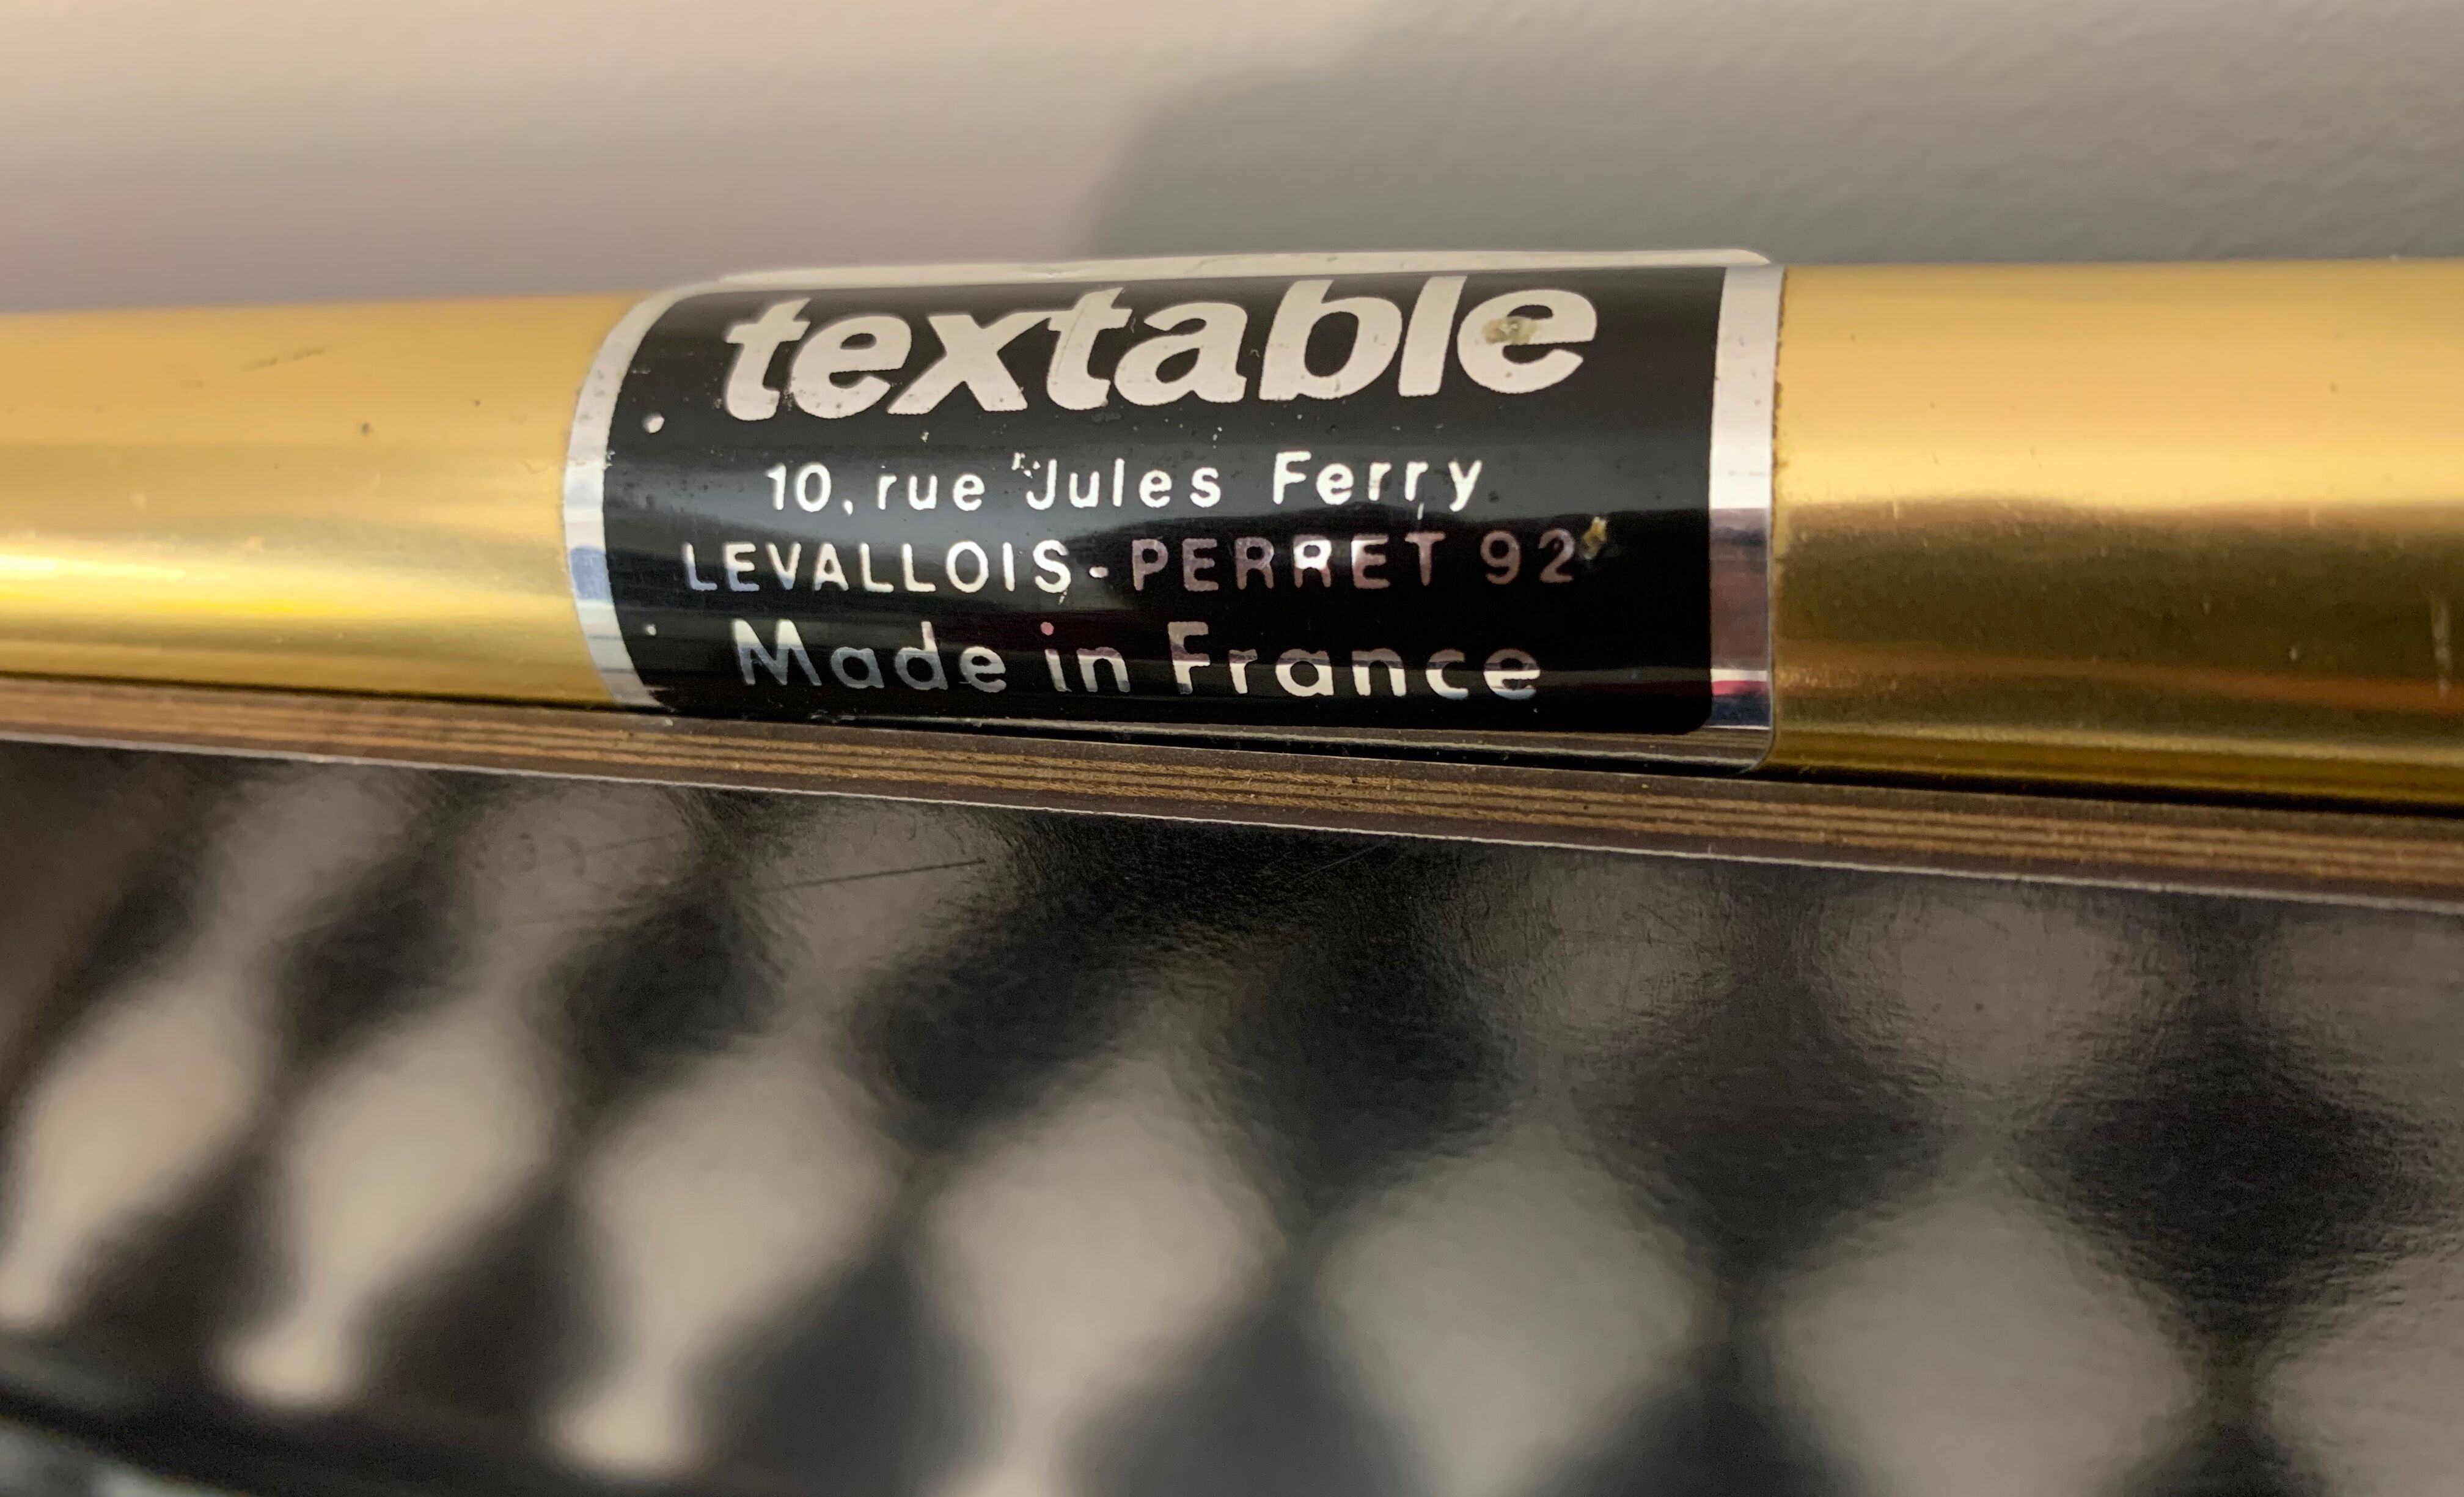 textable
10, rue Jules Ferry
LEVALLOIS-PERRET 92
Made in France